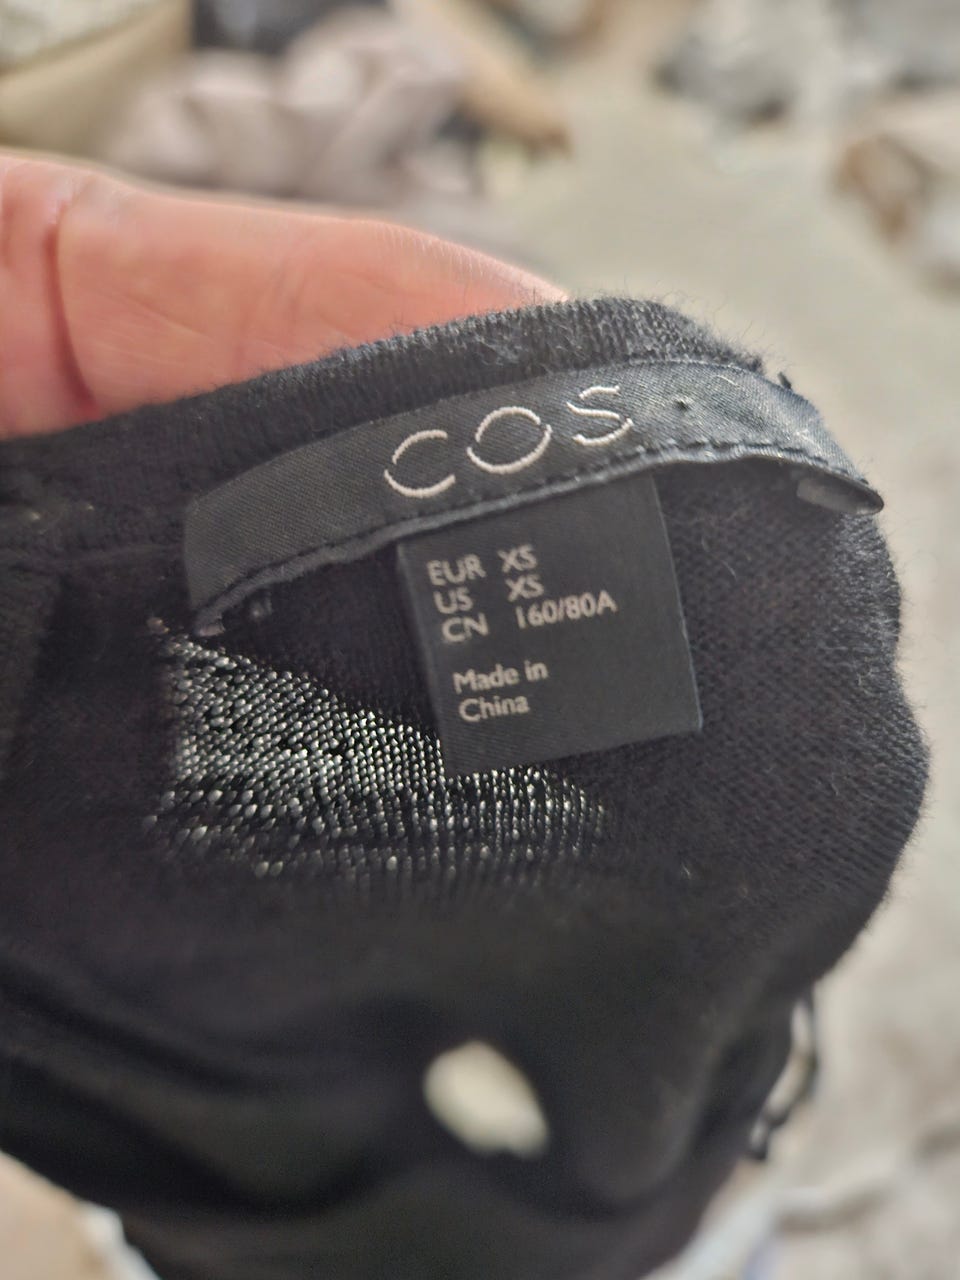 COS
EUR XS
US XS
CN 160/80A
Made in
China